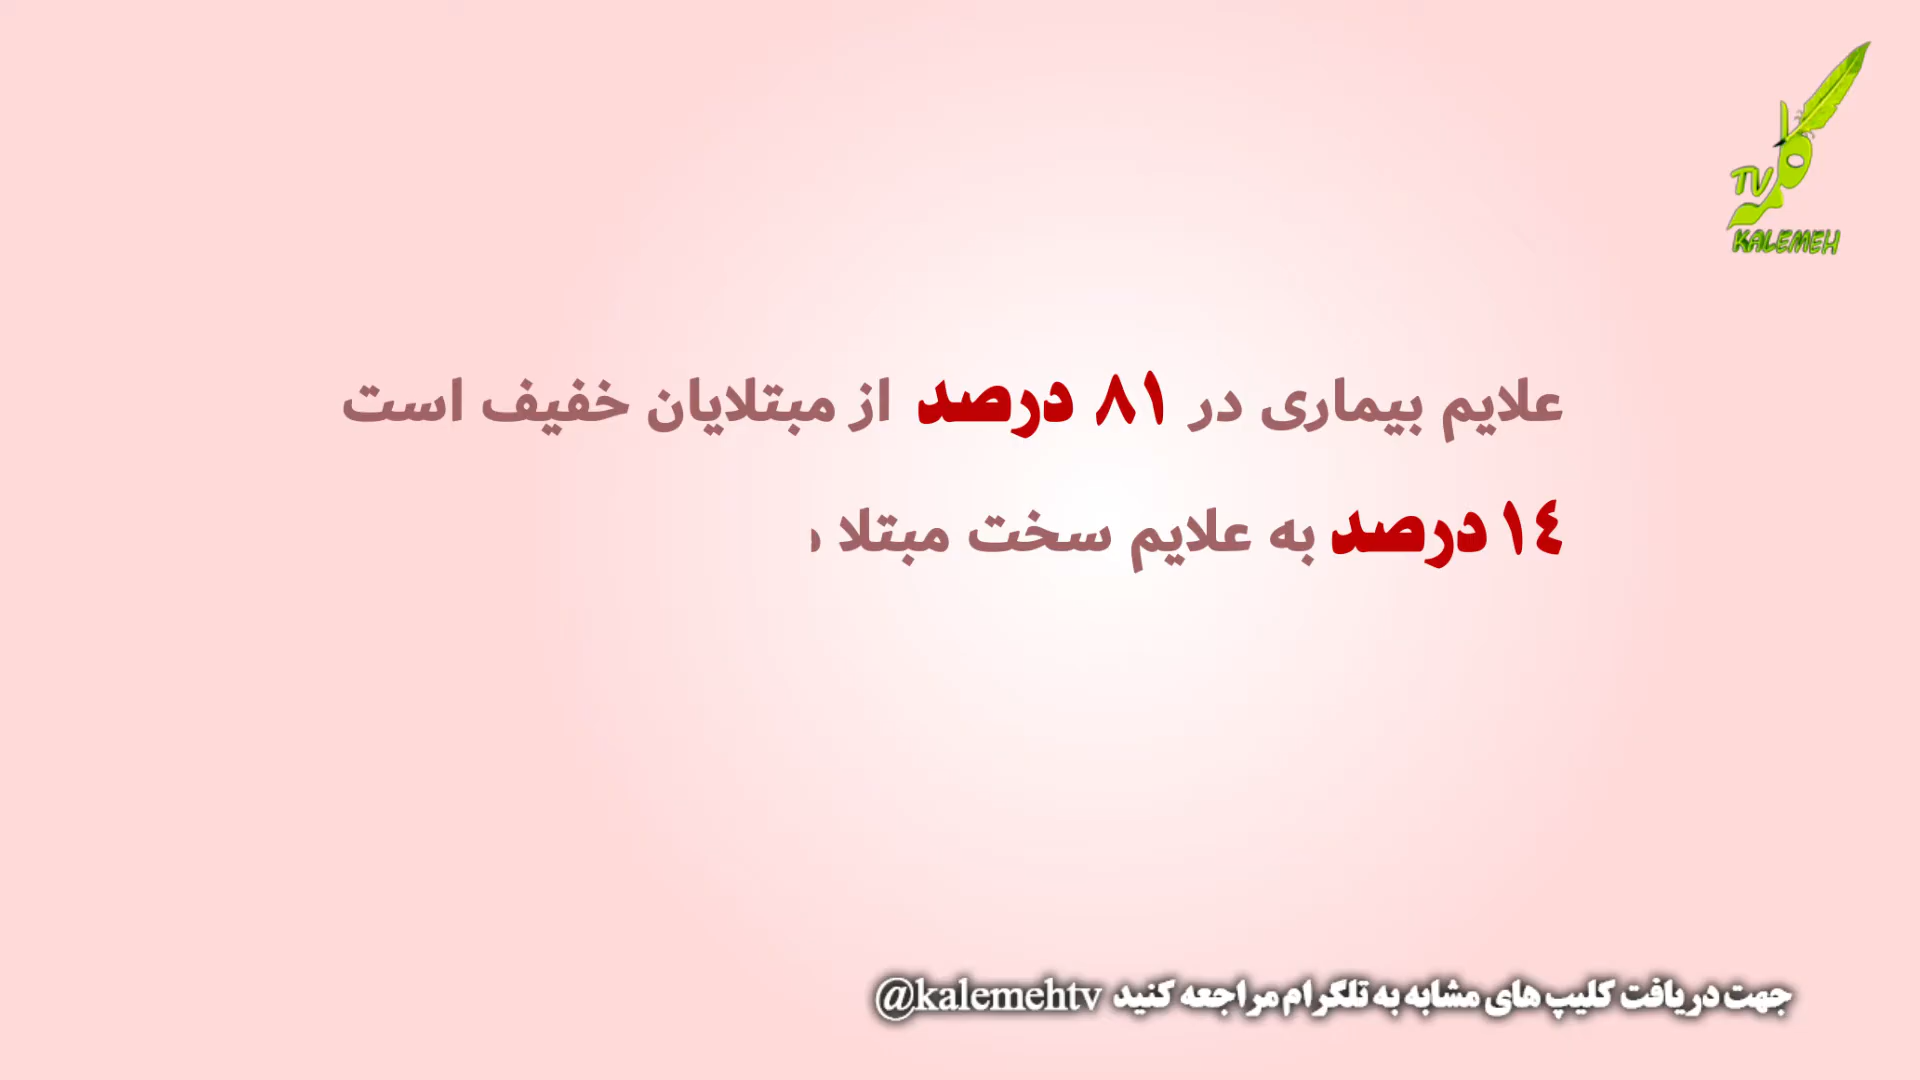 TV
KALEMEH
علایم بیماری در ۸۱ درصد از مبتلایان خفیف است
۱٤ درصد به علایم سخت مبتلا
جهت دریافت کلیپ های مشابه به تلگرام مراجعه کنید @kalemehtv